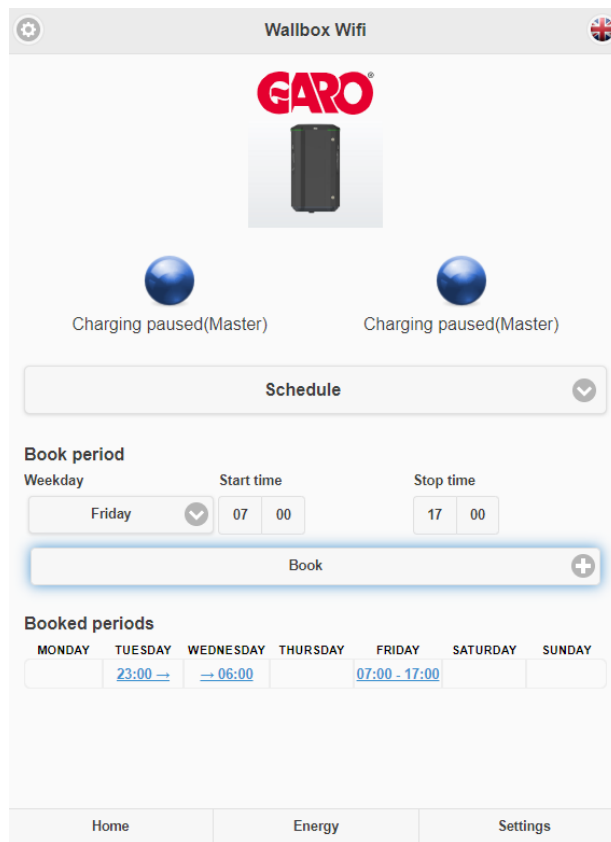 Wallbox Wifi
GARO®
Charging paused(Master) Charging paused(Master)
Schedule
Book period
Weekday Start time Stop time
Friday 07 00 17 00
Book
Booked periods
MONDAY TUESDAY WEDNESDAY THURSDAY FRIDAY SATURDAY SUNDAY
23:00 → → 06:00 07:00 - 17:00
Home Energy Settings